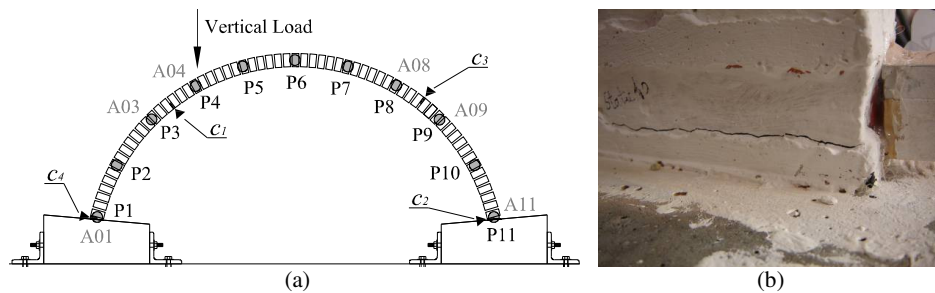 Vertical Load
A04
P4
P5
P6
P7
P8
A08
c3
A03
P3
c1
P9
A09
P2
P10
c4
P1
A01
c2
A11
P11
(a)
(b)